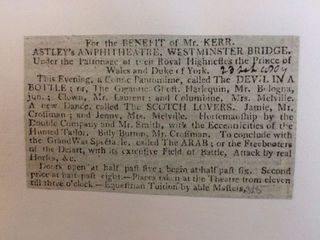 For the BENEFIT of Mr. KERR.
ASTLEY's AMPHITHEATRE, WESTMINSTER BRIDGE.
Under the Patronage of their Royal Highnesses the Prince of
Wales and Duke of York.
This Evening, a Comic Pantomime, called The DEVIL IN A
BOTTLE; or, The Gigantic Ghost. Harlequin, Mr. Bologna,
jun.; Clown, Mr. Laurent; and Columbine, Mrs. Melville.
A new Dance, called THE SCOTCH LOVERS. Jamie, Mr.
Crossman; and Jenny, Mrs. Melville. Horsemanship by the
Double Company and Mr. Smith, with the Eccentricities of the
Hunted Tailor. Billy Button, Mr. Crossman. To conclude with
the Grand War Spectacle, called The ARAB; or the Freebooters
of the Desart, with its extensive Field of Battle, Attack by real
Horses, &c.
Doors open at half past five; begin at half past six. Second
price at half past eight.—Places taken at the Theatre from eleven
till three o'clock.—Equestrian Tuition by able Masters,